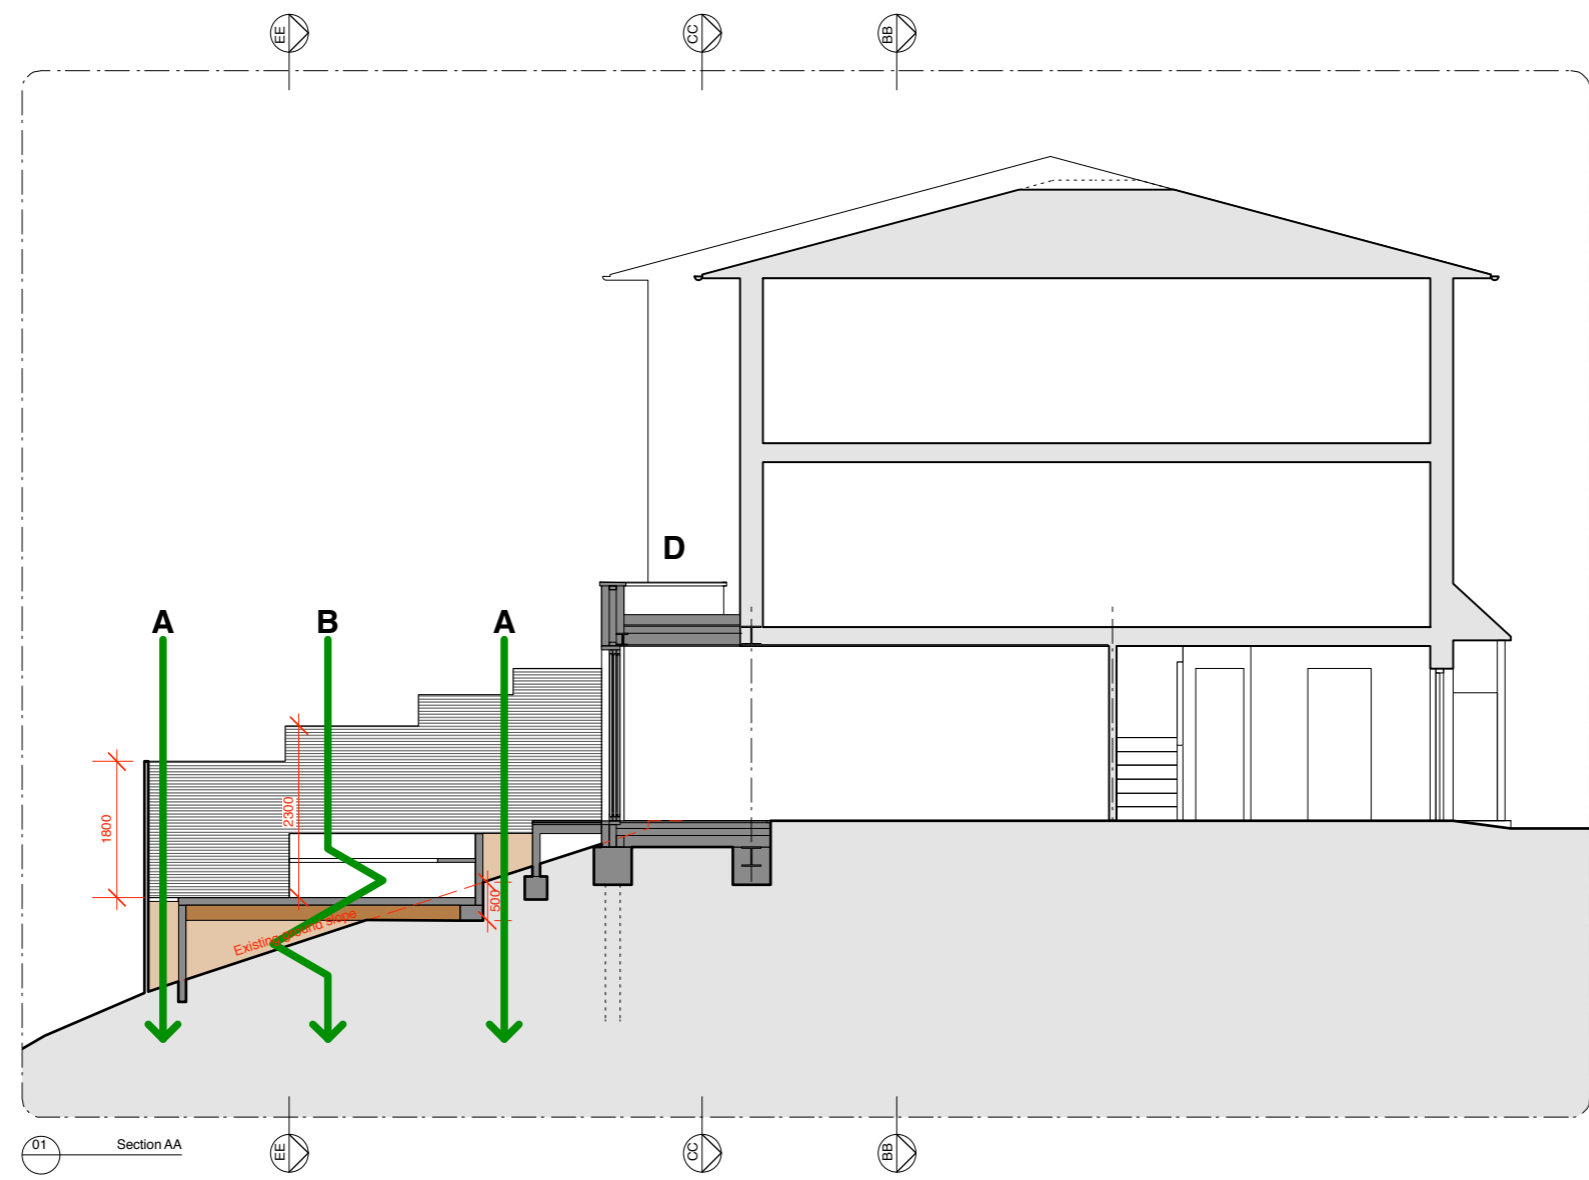 EE
CC
BB
D
A
B
A
1800
2300
500
Existing ground slope
01
Section AA
EE
CC
BB